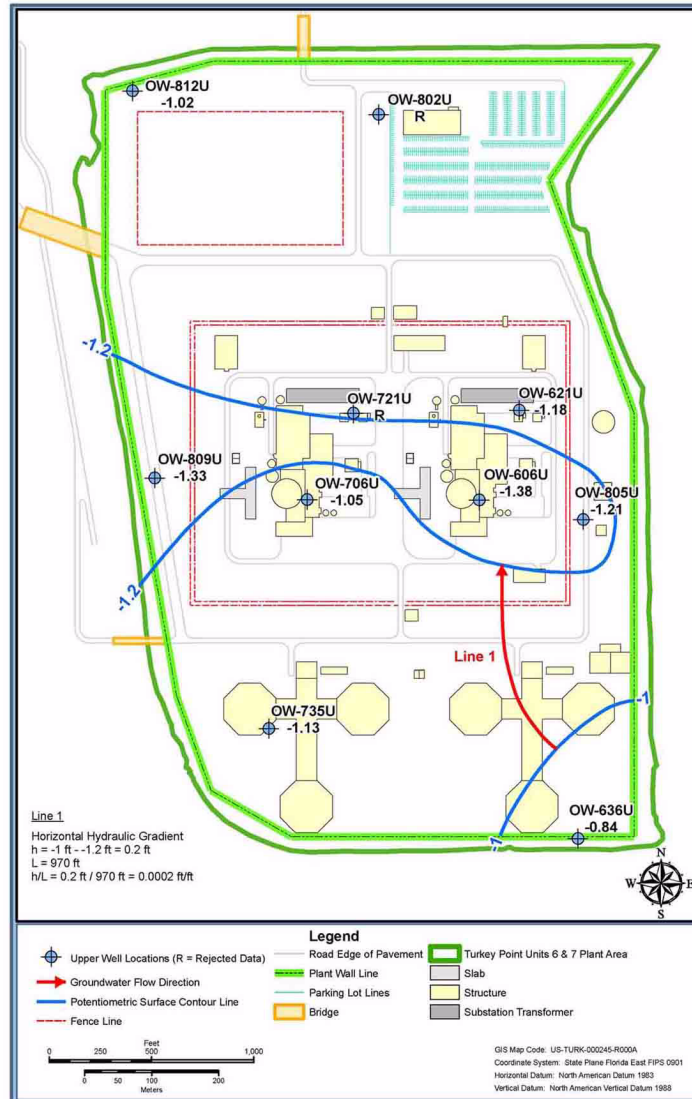 OW-812U
-1.02
OW-802U
R
-1.2
OW-721U
R
OW-621U
-1.18
OW-809U
-1.33
OW-706U
-1.05
OW-606U
-1.38
OW-805U
-1.21
-1.2
Line 1
-1
OW-735U
-1.13
OW-636U
-0.84
-1
Line 1
Horizontal Hydraulic Gradient
h = -1 ft - -1.2 ft = 0.2 ft
L = 970 ft
h/L = 0.2 ft / 970 ft = 0.0002 ft/ft
N
W E
S
Legend
Upper Well Locations (R = Rejected Data)
Groundwater Flow Direction
Potentiometric Surface Contour Line
Fence Line
Road Edge of Pavement
Plant Wall Line
Parking Lot Lines
Bridge
Turkey Point Units 6 & 7 Plant Area
Slab
Structure
Substation Transformer
Feet
0 250 500 1,000
0 50 100 200
Meters
GIS Map Code: US-TURK-000245-R000A
Coordinate System: State Plane Florida East FIPS 0901
Horizontal Datum: North American Datum 1983
Vertical Datum: North American Vertical Datum 1988